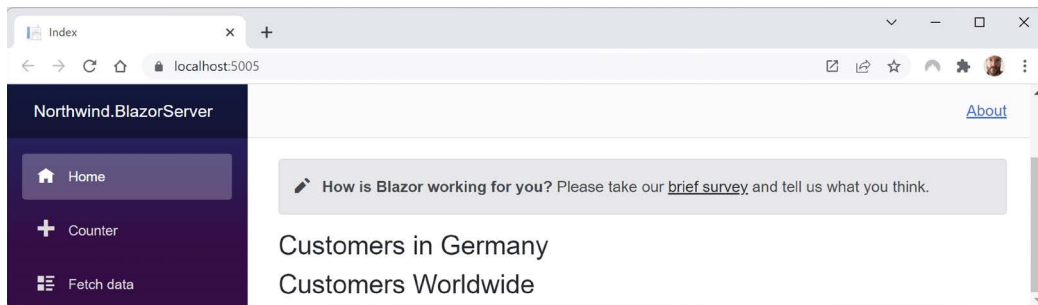 Index
localhost:5005
Northwind.BlazorServer
About
Home
How is Blazor working for you? Please take our brief survey and tell us what you think.
Counter
Customers in Germany
Fetch data
Customers Worldwide